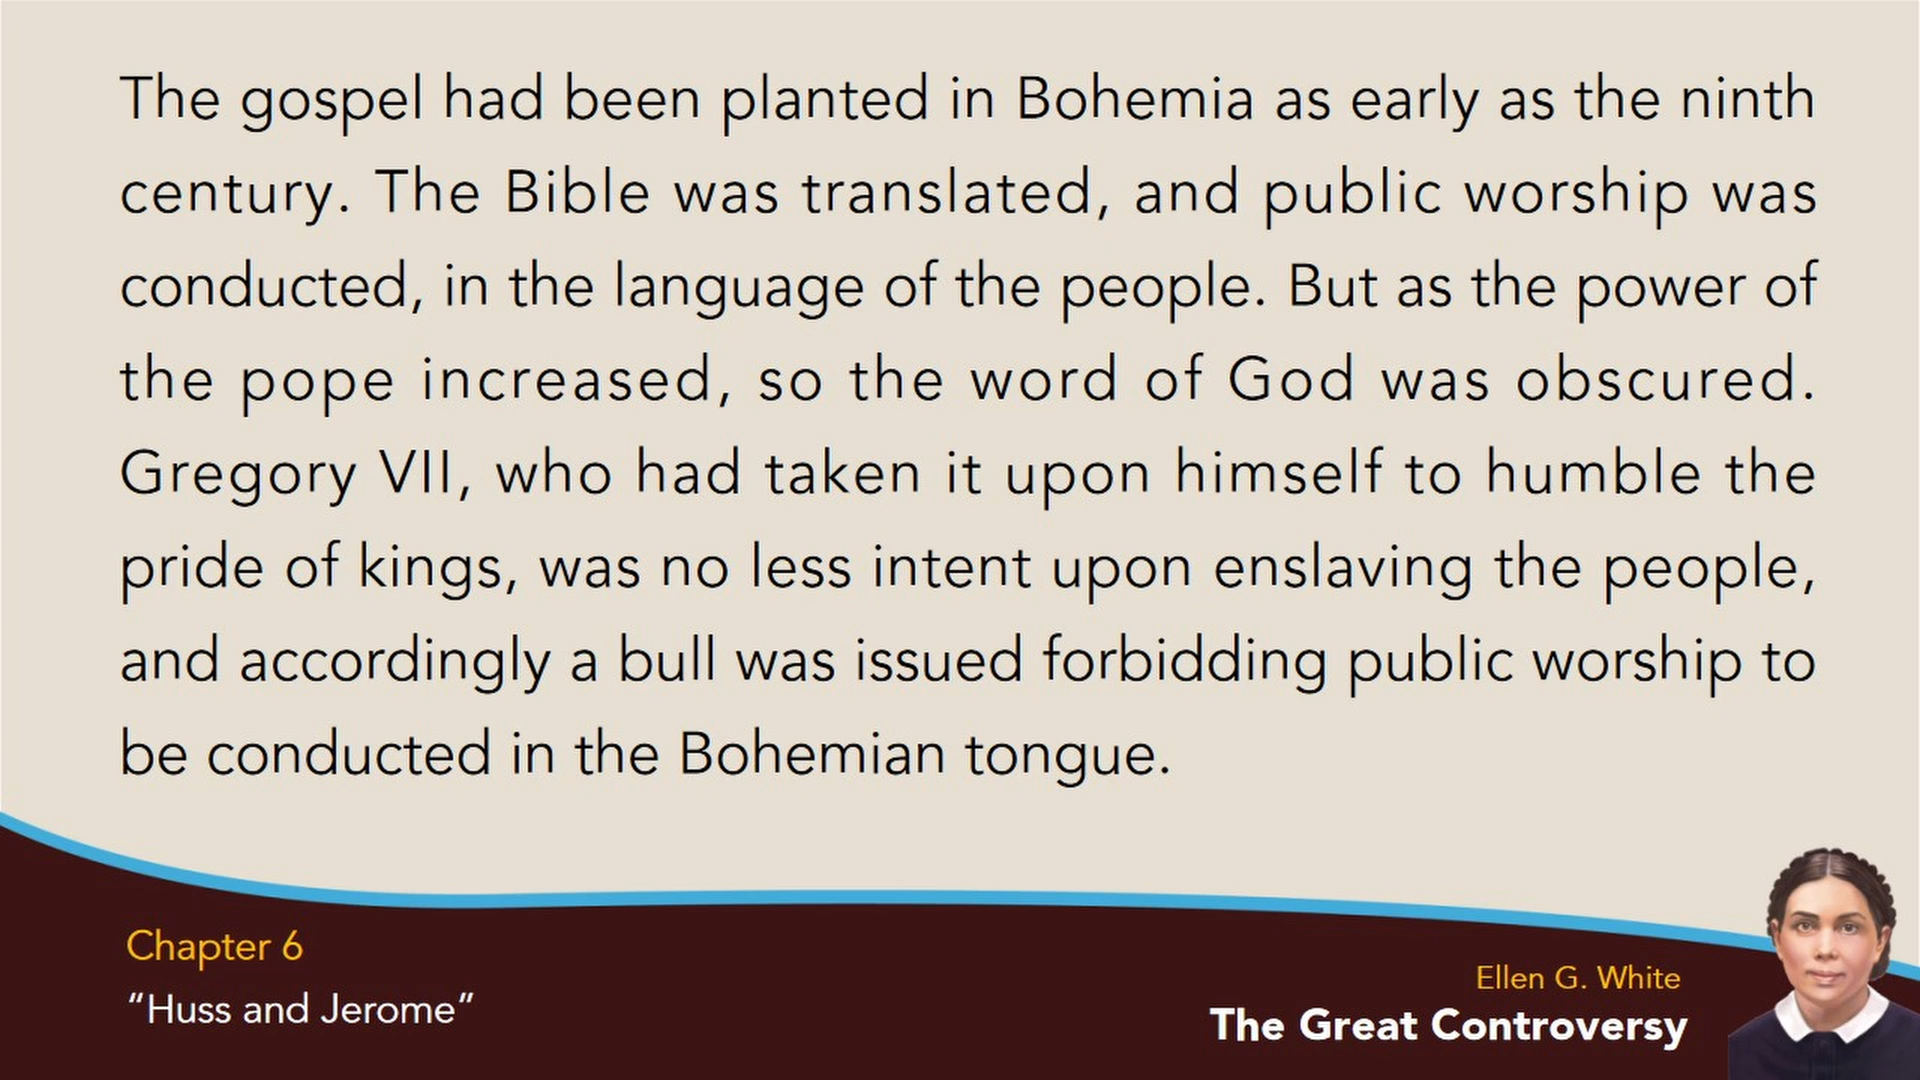 The gospel had been planted in Bohemia as early as the ninth
century. The Bible was translated, and public worship was
conducted, in the language of the people. But as the power of
the pope increased, so the word of God was obscured.
Gregory VII, who had taken it upon himself to humble the
pride of kings, was no less intent upon enslaving the people,
and accordingly a bull was issued forbidding public worship to
be conducted in the Bohemian tongue.
Chapter 6
“Huss and Jerome”
Ellen G. White
The Great Controversy